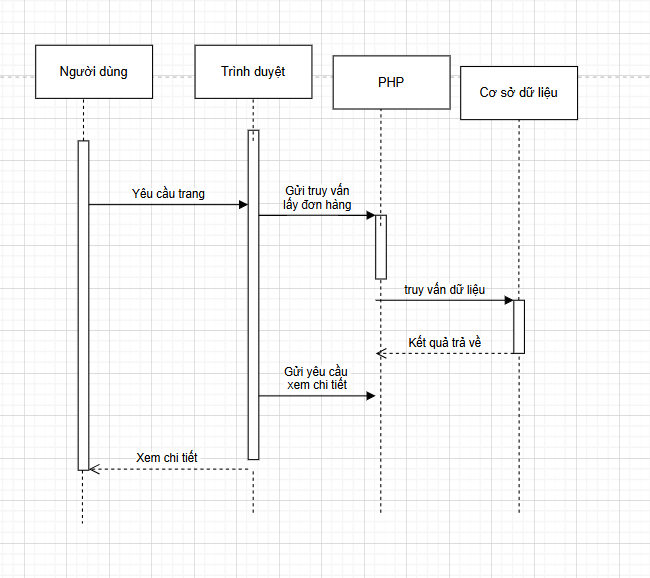 Người dùng
Trình duyệt
PHP
Cơ sở dữ liệu
Yêu cầu trang
Gửi truy vấn
lấy đơn hàng
truy vấn dữ liệu
Kết quả trả về
Gửi yêu cầu
xem chi tiết
Xem chi tiết